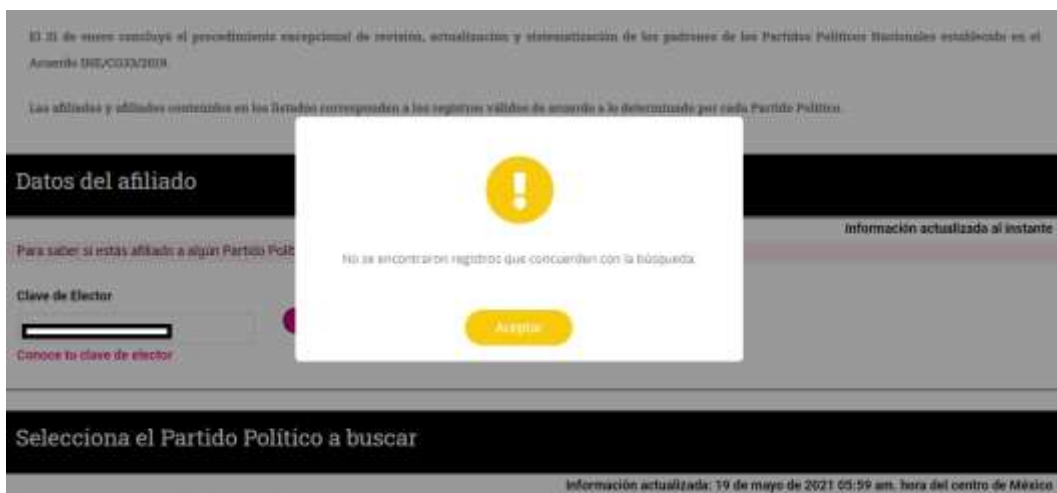 El 31 de enero concluyó el procedimiento excepcional de revisión, actualización y sistematización de los padrones de los Partidos Políticos Nacionales establecido en el
Acuerdo INE/CG33/2019.
Las afiliadas y afiliados contenidos en los listados corresponden a los registros válidos de acuerdo a lo determinado por cada Partido Político.
Datos del afiliado
Información actualizada al instante
Para saber si estás afiliado a algún Partido Polít
No se encontraron registros que concuerden con la búsqueda.
Clave de Elector
Aceptar
Conoce tu clave de elector
Selecciona el Partido Político a buscar
Información actualizada: 19 de mayo de 2021 05:59 am. hora del centro de México